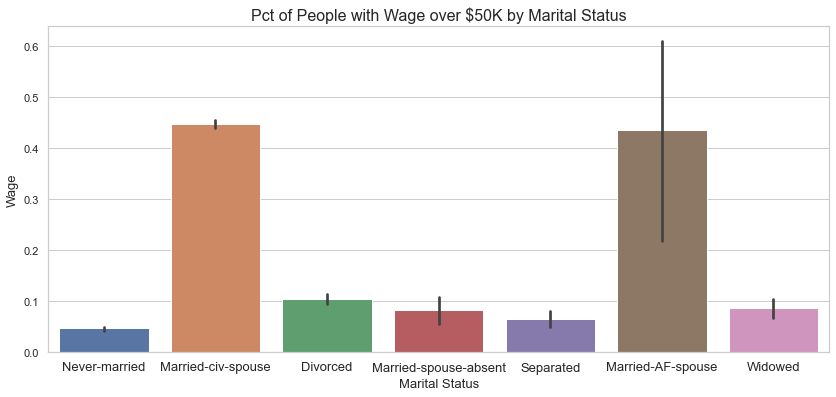 Pct of People with Wage over $50K by Marital Status
0.6
0.5
0.4
0.3
0.2
0.1
0.0
Wage
Never-married Married-civ-spouse Divorced Married-spouse-absent Separated Married-AF-spouse Widowed
Marital Status